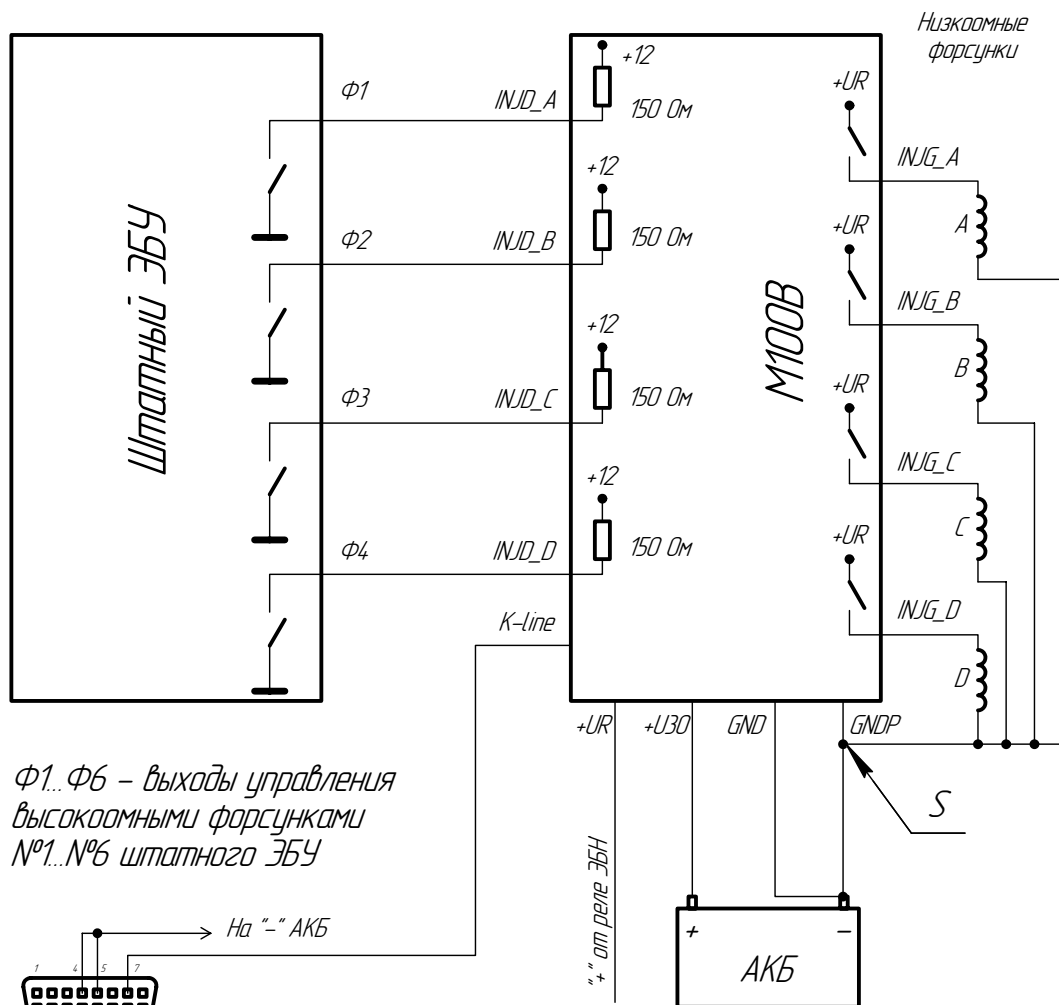 Низкоомные
форсунки
Ф1
INJD_A
+12
150 Ом
+UR
INJG_A
A
Ф2
INJD_B
+12
150 Ом
+UR
INJG_B
B
Штатный ЭБУ
М100В
Ф3
INJD_C
+12
150 Ом
+UR
INJG_C
C
Ф4
INJD_D
+12
150 Ом
+UR
INJG_D
D
K-line
+UR
+U30
GND
GNDP
S
Ф1...Ф6 – выходы управления
высокоомными форсунками
№1...№6 штатного ЭБУ
"+" от реле ЭБН
На "-" АКБ
1 4 5 7
+
–
АКБ